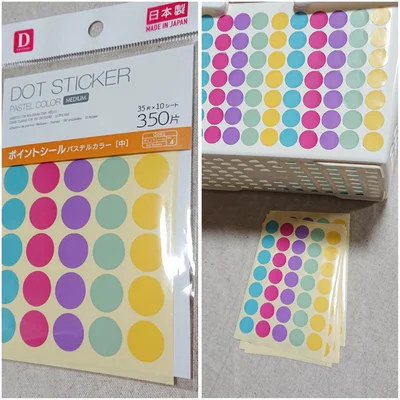 D
日本製
MADE IN JAPAN
DOT STICKER
PASTEL COLOR MEDIUM
35片×10シート
350片
ポイントシール パステルカラー [中]